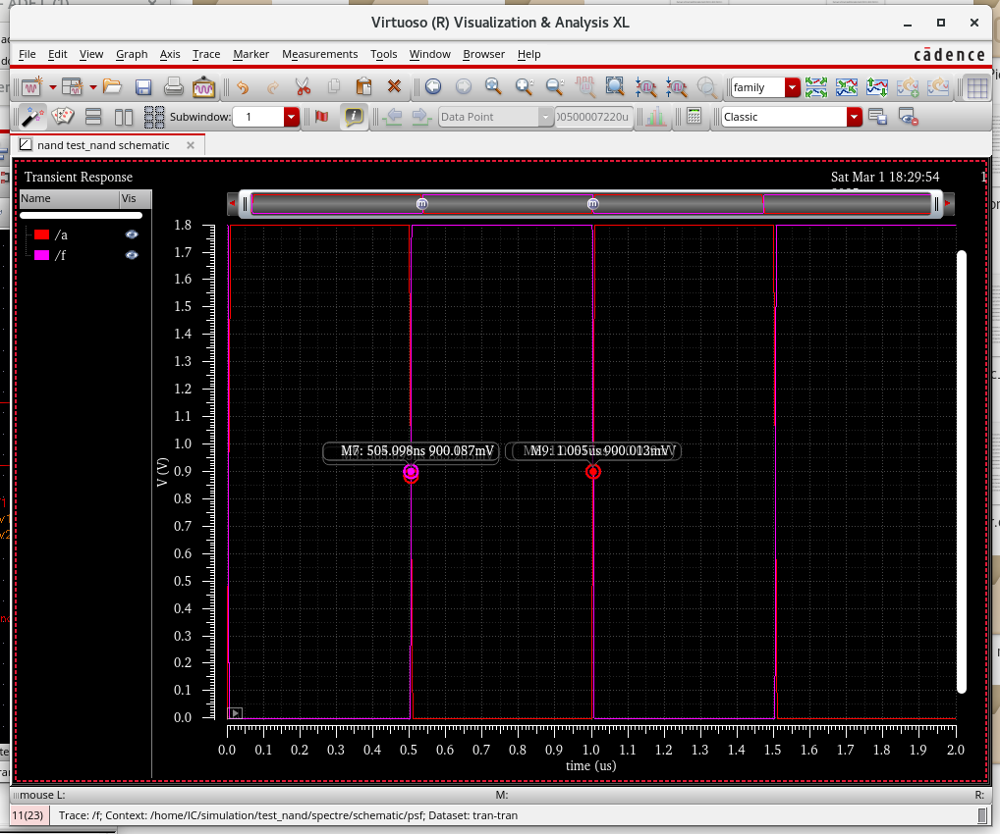 Virtuoso (R) Visualization & Analysis XL
File Edit View Graph Axis Trace Marker Measurements Tools Window Browser Help
cādence
family
Subwindow: 1
Data Point
00500007220u
Classic
nand test_nand schematic
Transient Response
Sat Mar 1 18:29:54
1
Name Vis
/a
/f
m m
1.8
1.7
1.6
1.5
1.4
1.3
1.2
1.1
1.0
0.9
0.8
0.7
0.6
0.5
0.4
0.3
0.2
0.1
0.0
V (V)
M7: 505.098ns 900.087mV
M9: 1.005us 900.013mV
0.0 0.1 0.2 0.3 0.4 0.5 0.6 0.7 0.8 0.9 1.0 1.1 1.2 1.3 1.4 1.5 1.6 1.7 1.8 1.9 2.0
time (us)
mouse L: M: R:
11(23) Trace: /f; Context: /home/IC/simulation/test_nand/spectre/schematic/psf; Dataset: tran-tran